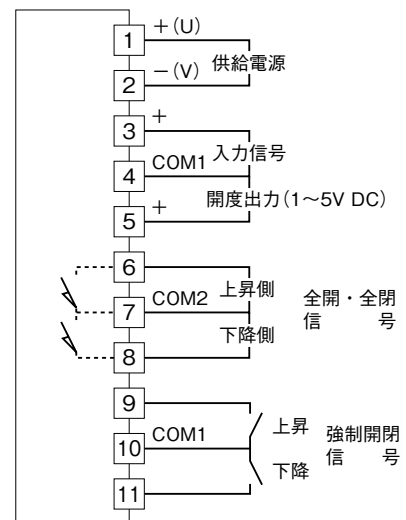 1 +(U)
供給電源
2 −(V)
3 +
入力信号
4 COM1
開度出力(1〜5V DC)
5 +
6
上昇側
7 COM2
全開・全閉
信 号
下降側
8
9
上昇
10 COM1
強制開閉
信 号
下降
11